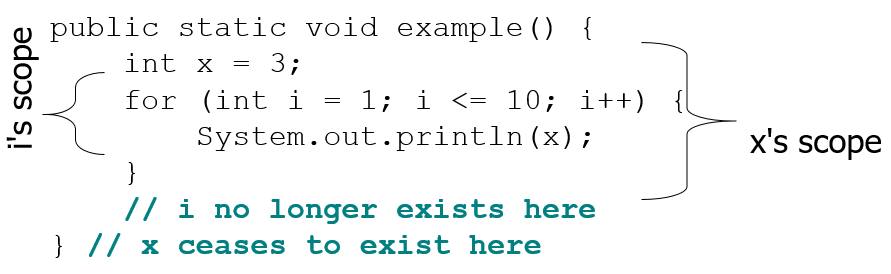 public static void example() {
    int x = 3;
    for (int i = 1; i <= 10; i++) {
        System.out.println(x);
    }
    // i no longer exists here
} // x ceases to exist here
i's scope
x's scope